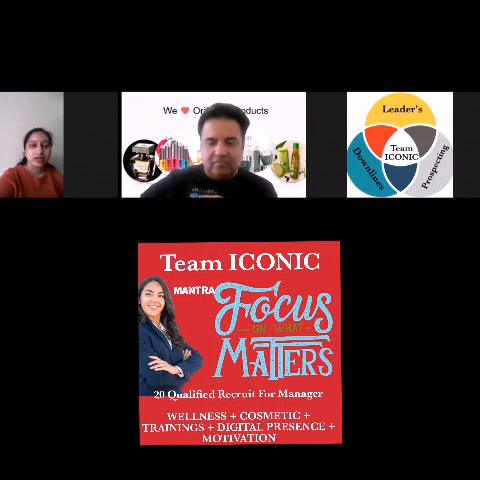 We ❤ Ori ducts
Leader's
Team
ICONIC
Downlines
Prospecting
Team ICONIC
MANTRA
Focus
ON WHAT
MATTERS
20 Qualified Recruit For Manager
WELLNESS + COSMETIC +
TRAININGS + DIGITAL PRESENCE +
MOTIVATION